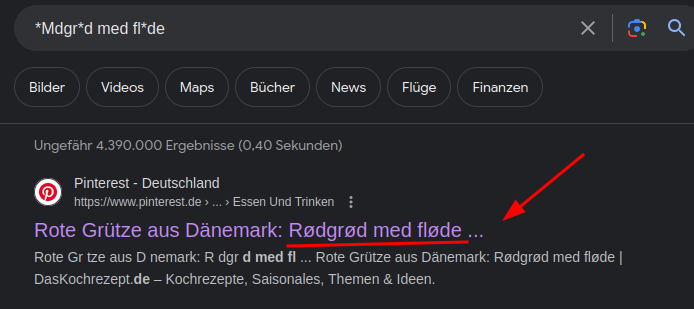 *Mdgr*d med fl*de
Bilder Videos Maps Bücher News Flüge Finanzen
Ungefähr 4.390.000 Ergebnisse (0,40 Sekunden)
Pinterest - Deutschland
https://www.pinterest.de › ... › Essen Und Trinken
Rote Grütze aus Dänemark: Rødgrød med fløde ...
Rote Gr tze aus D nemark: R dgr d med fl ... Rote Grütze aus Dänemark: Rødgrød med fløde |
DasKochrezept.de – Kochrezepte, Saisonales, Themen & Ideen.